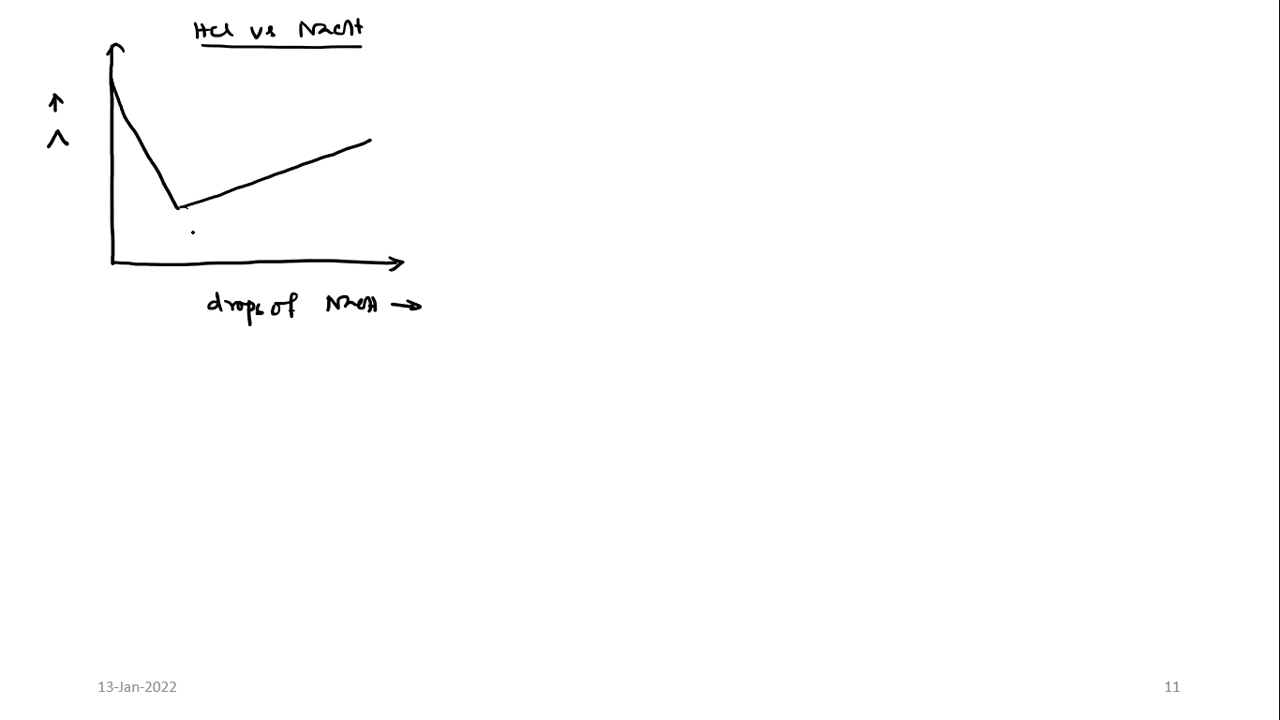 HCl vs NaOH
↑
Λ
drops of NaOH →
13-Jan-2022
11